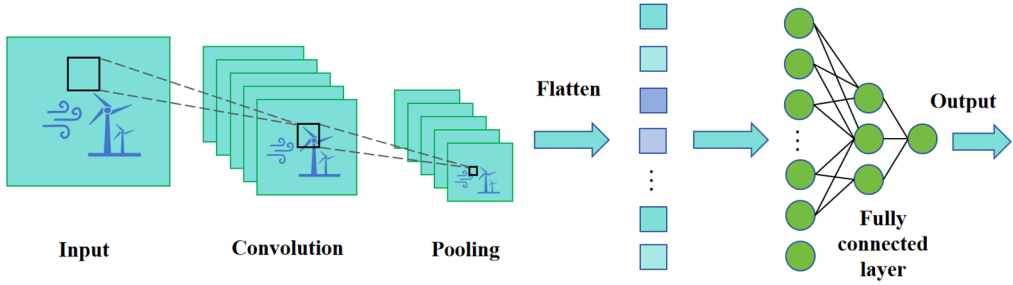 Input
Convolution
Pooling
Flatten
Fully
connected
layer
Output